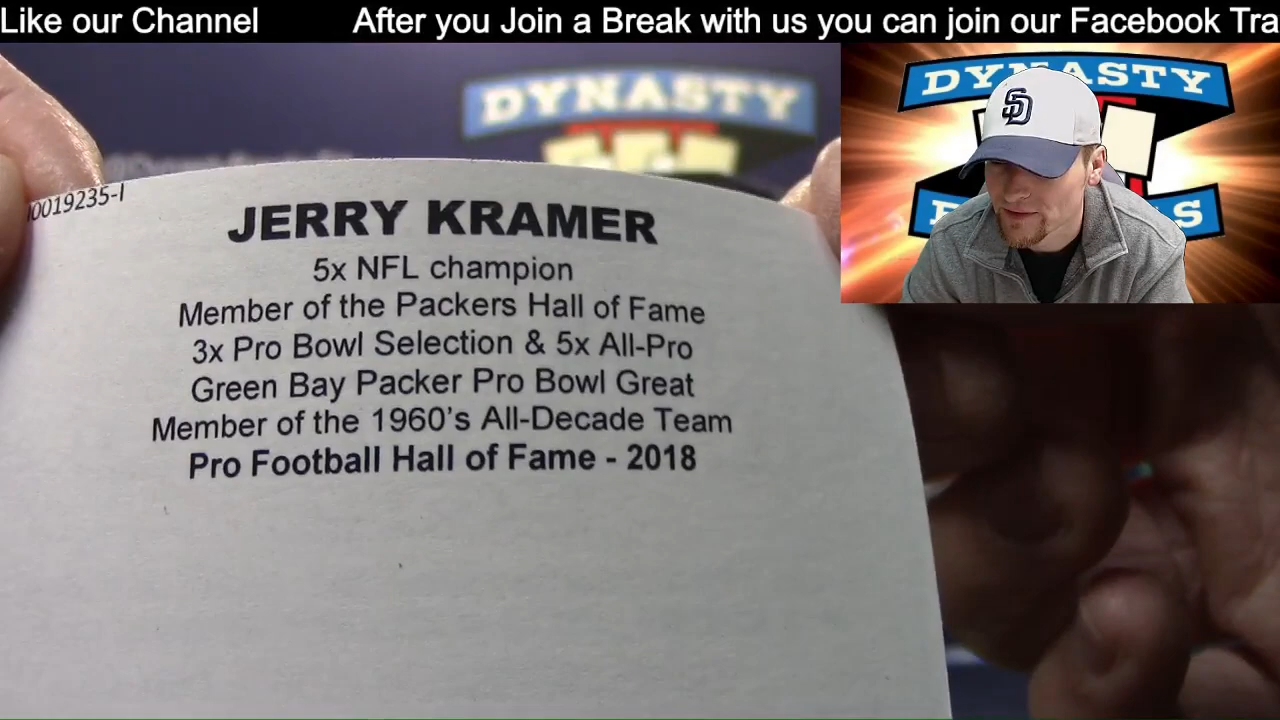 Like our Channel After you Join a Break with us you can join our Facebook Tra
DYNASTY
DYNASTY
SD
S
0019235-I
JERRY KRAMER
5x NFL champion
Member of the Packers Hall of Fame
3x Pro Bowl Selection & 5x All-Pro
Green Bay Packer Pro Bowl Great
Member of the 1960's All-Decade Team
Pro Football Hall of Fame - 2018